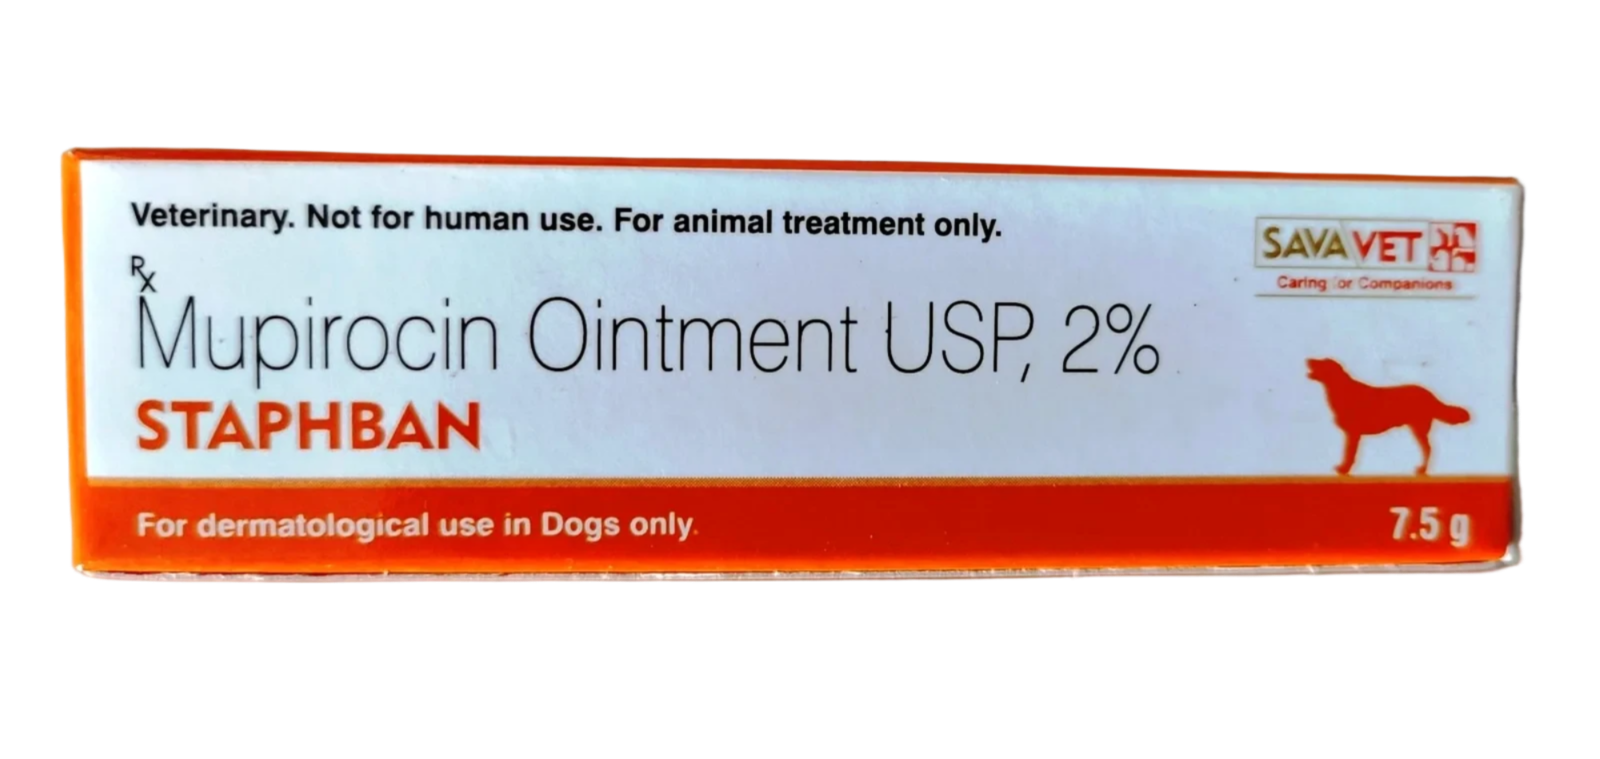 Veterinary. Not for human use. For animal treatment only.
SAVAVET
Caring for Companions
Rx
Mupirocin Ointment USP, 2%
STAPHBAN
For dermatological use in Dogs only.
7.5 g